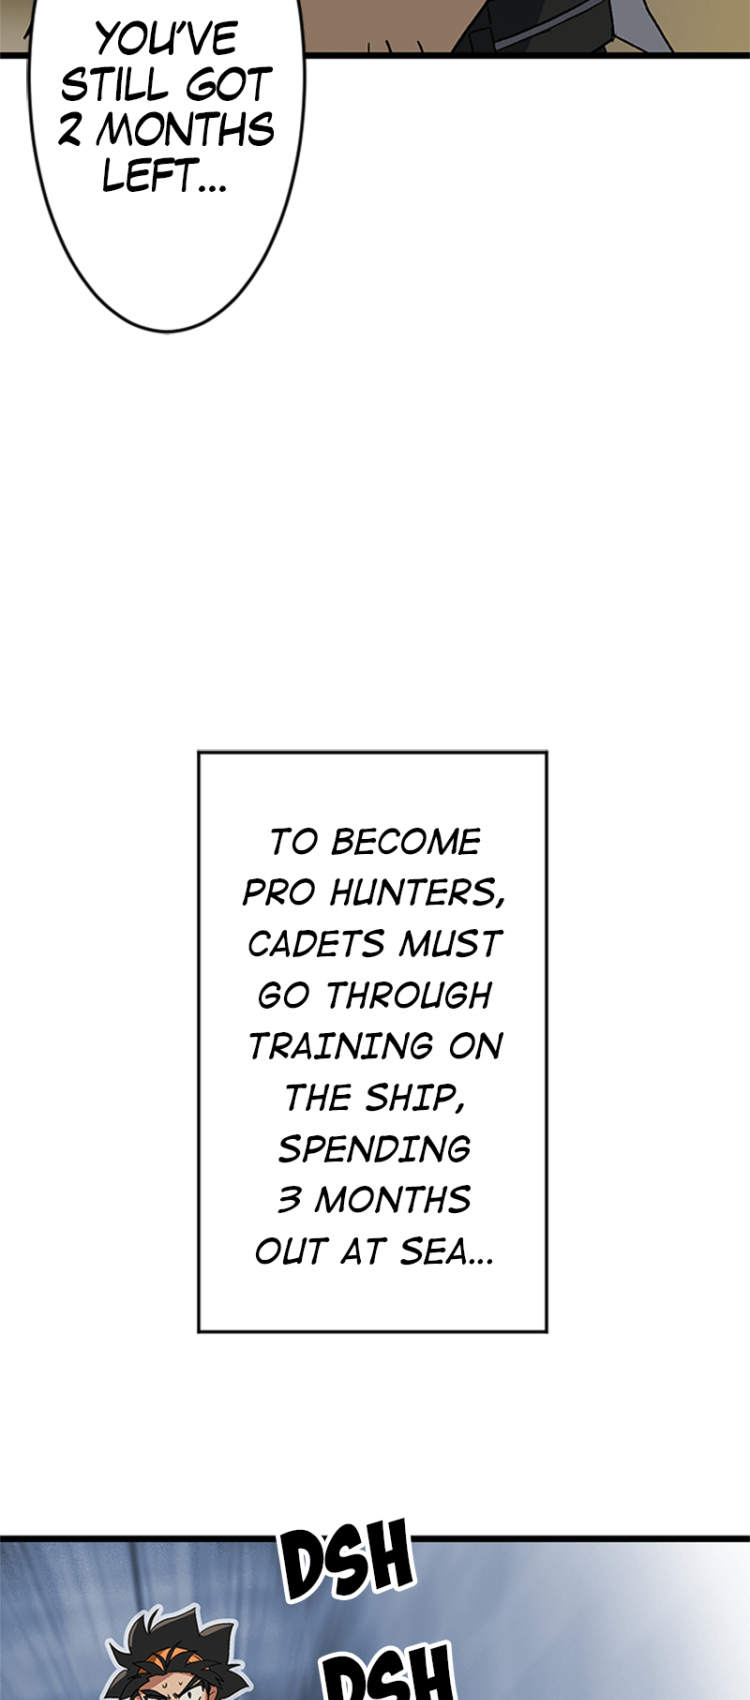 YOU'VE
STILL GOT
2 MONTHS
LEFT...
TO BECOME
PRO HUNTERS,
CADETS MUST
GO THROUGH
TRAINING ON
THE SHIP,
SPENDING
3 MONTHS
OUT AT SEA...
DSH
DSH